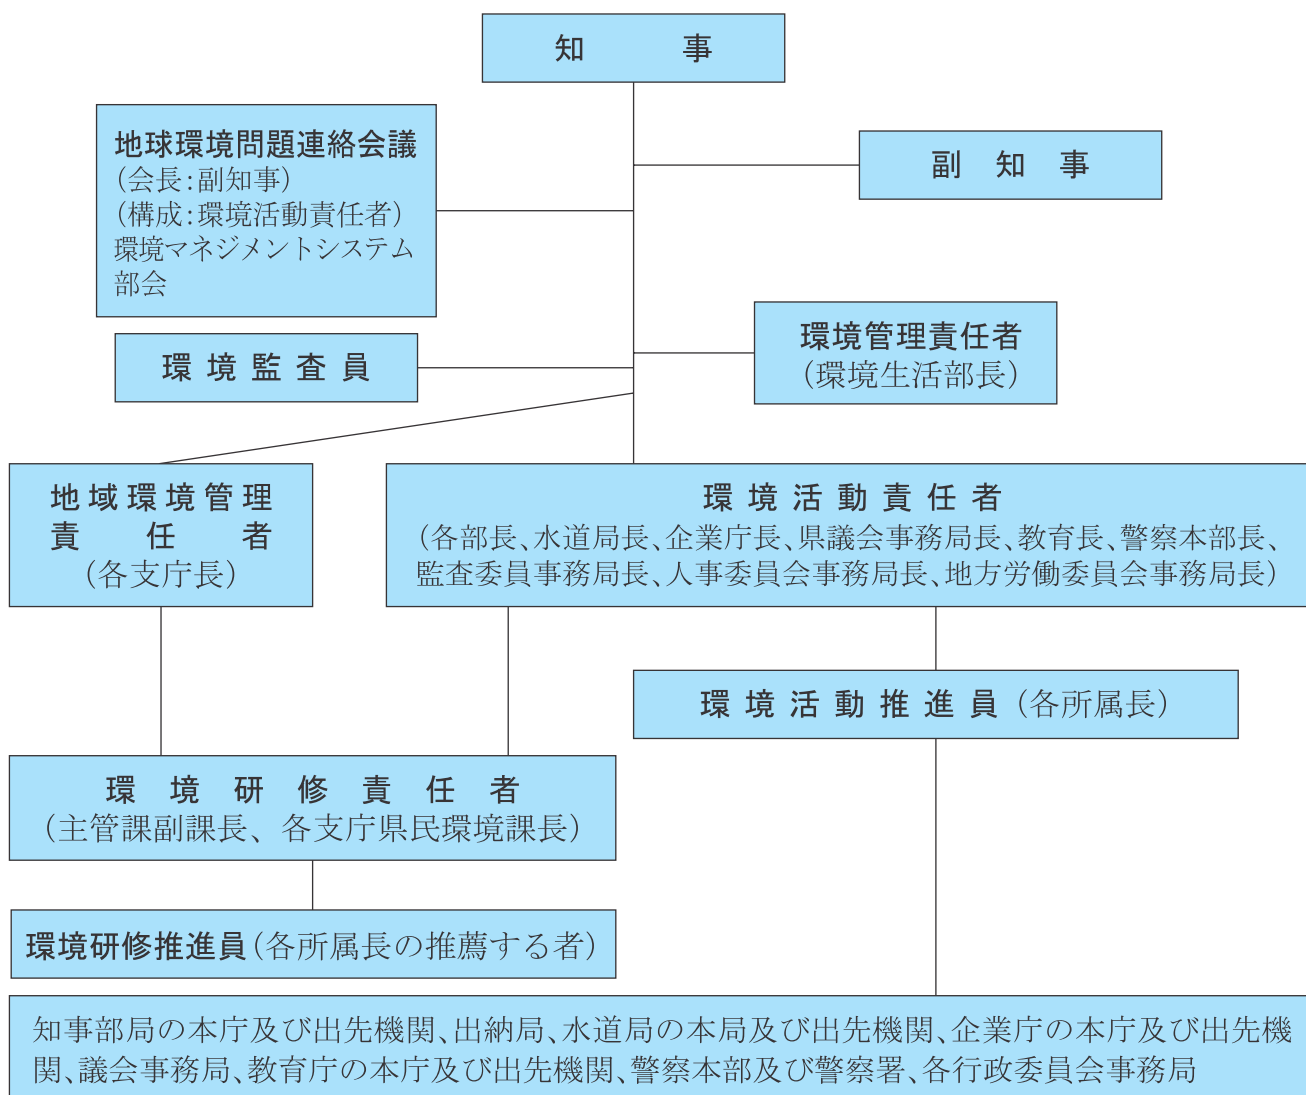 知事
地球環境問題連絡会議
(会長:副知事)
(構成:環境活動責任者)
環境マネジメントシステム
部会
副知事
環境管理責任者
(環境生活部長)
環境監査員
地域環境管理
責任者
(各支庁長)
環境活動責任者
(各部長、水道局長、企業庁長、県議会事務局長、教育長、警察本部長、
監査委員事務局長、人事委員会事務局長、地方労働委員会事務局長)
環境活動推進員(各所属長)
環境研修責任者
(主管課副課長、各支庁県民環境課長)
環境研修推進員(各所属長の推薦する者)
知事部局の本庁及び出先機関、出納局、水道局の本局及び出先機関、企業庁の本庁及び出先機
関、議会事務局、教育庁の本庁及び出先機関、警察本部及び警察署、各行政委員会事務局